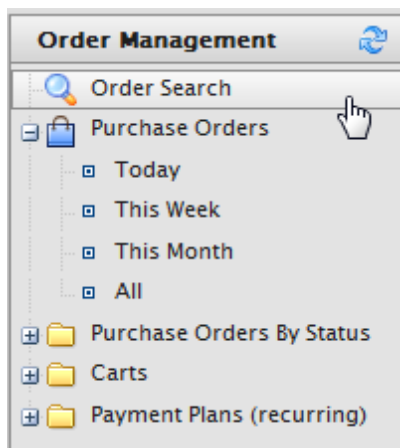 Order Management
Order Search
Purchase Orders
Today
This Week
This Month
All
Purchase Orders By Status
Carts
Payment Plans (recurring)